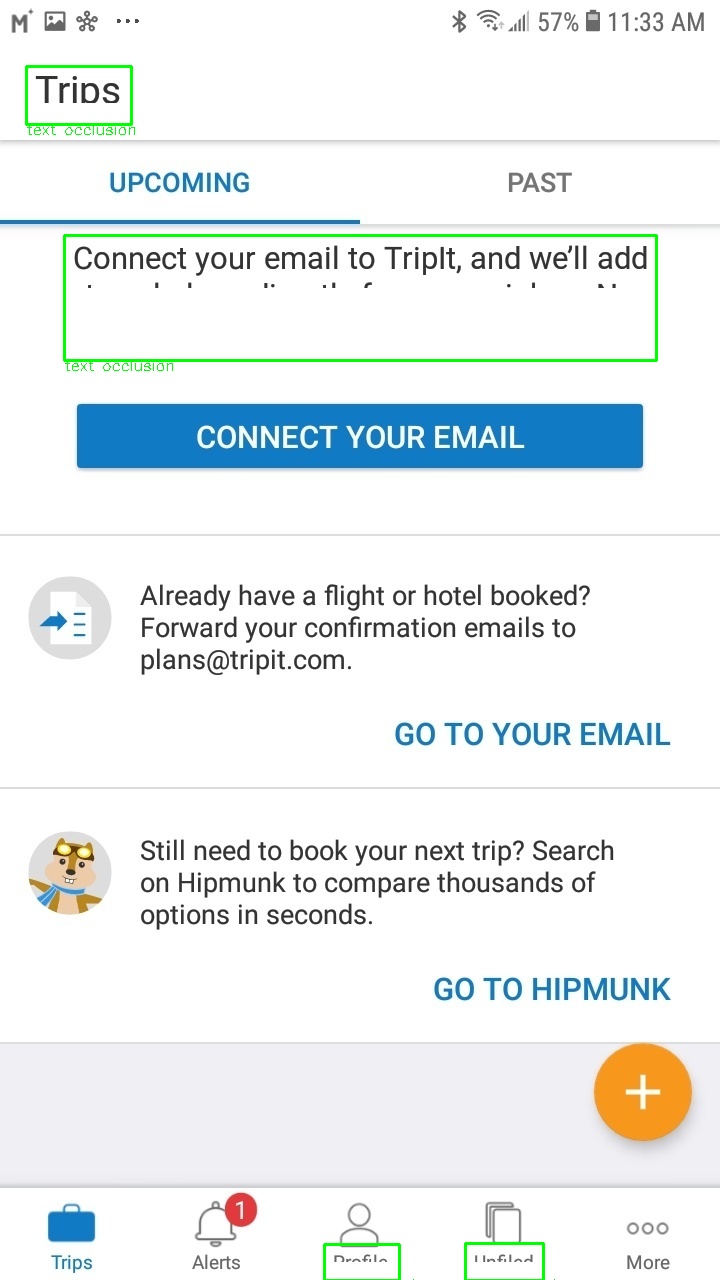 57% 11:33 AM
Trips
text occlusion
UPCOMING
PAST
Connect your email to TripIt, and we’ll add
text occlusion
CONNECT YOUR EMAIL
Already have a flight or hotel booked?
Forward your confirmation emails to
plans@tripit.com.
GO TO YOUR EMAIL
Still need to book your next trip? Search
on Hipmunk to compare thousands of
options in seconds.
GO TO HIPMUNK
1
Trips
Alerts
Profile
Unfiled
More